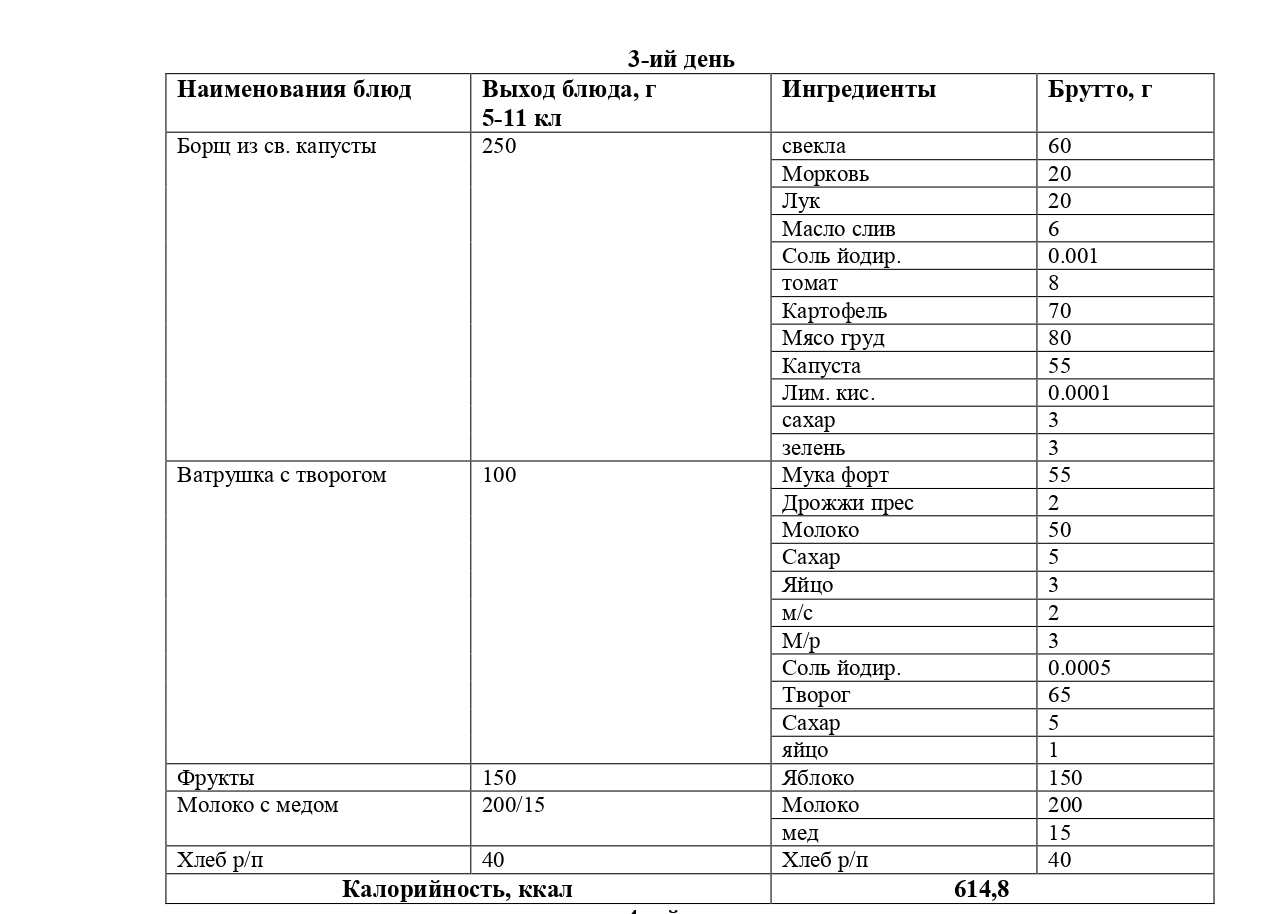 3-ий день
Наименования блюд Выход блюда, г Ингредиенты Брутто, г
5-11 кл
Борщ из св. капусты 250 свекла 60
Морковь 20
Лук 20
Масло слив 6
Соль йодир. 0.001
томат 8
Картофель 70
Мясо груд 80
Капуста 55
Лим. кис. 0.0001
сахар 3
зелень 3
Ватрушка с творогом 100 Мука форт 55
Дрожжи прес 2
Молоко 50
Сахар 5
Яйцо 3
м/с 2
М/р 3
Соль йодир. 0.0005
Творог 65
Сахар 5
яйцо 1
Фрукты 150 Яблоко 150
Молоко с медом 200/15 Молоко 200
мед 15
Хлеб р/п 40 Хлеб р/п 40
Калорийность, ккал 614,8